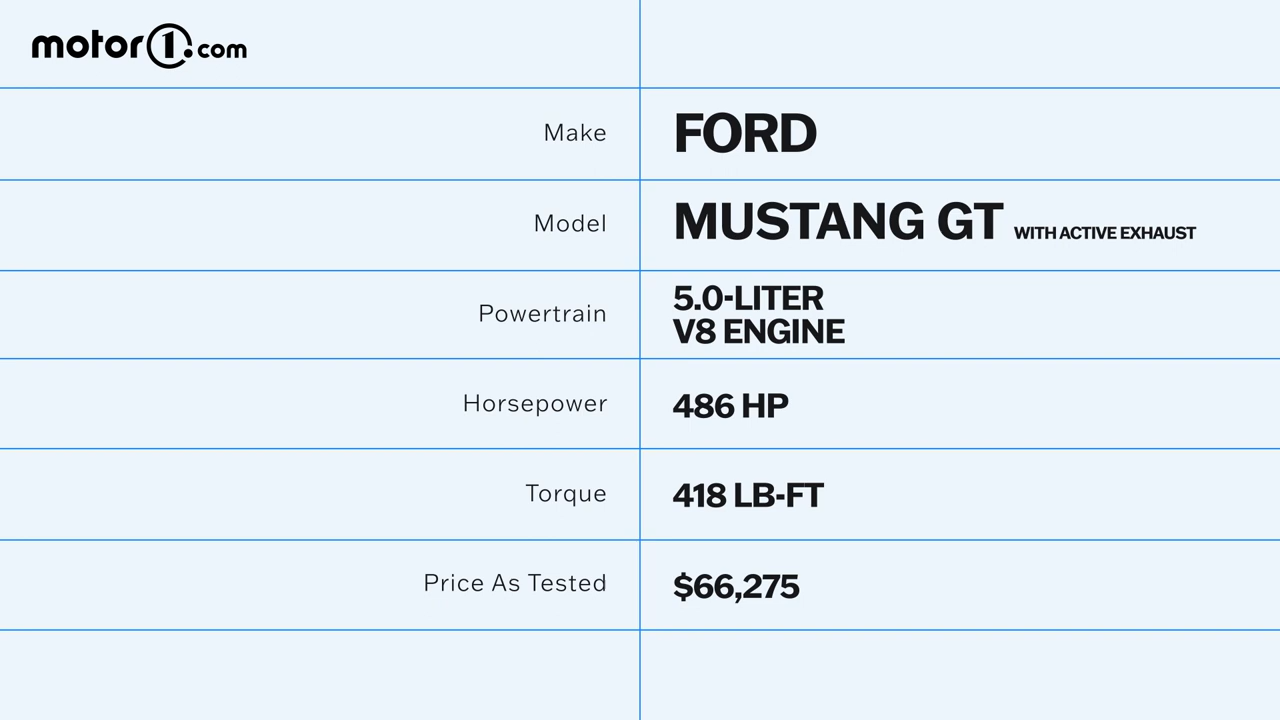 motor1.com
Make FORD
Model MUSTANG GT WITH ACTIVE EXHAUST
Powertrain 5.0-LITER
V8 ENGINE
Horsepower 486 HP
Torque 418 LB-FT
Price As Tested $66,275